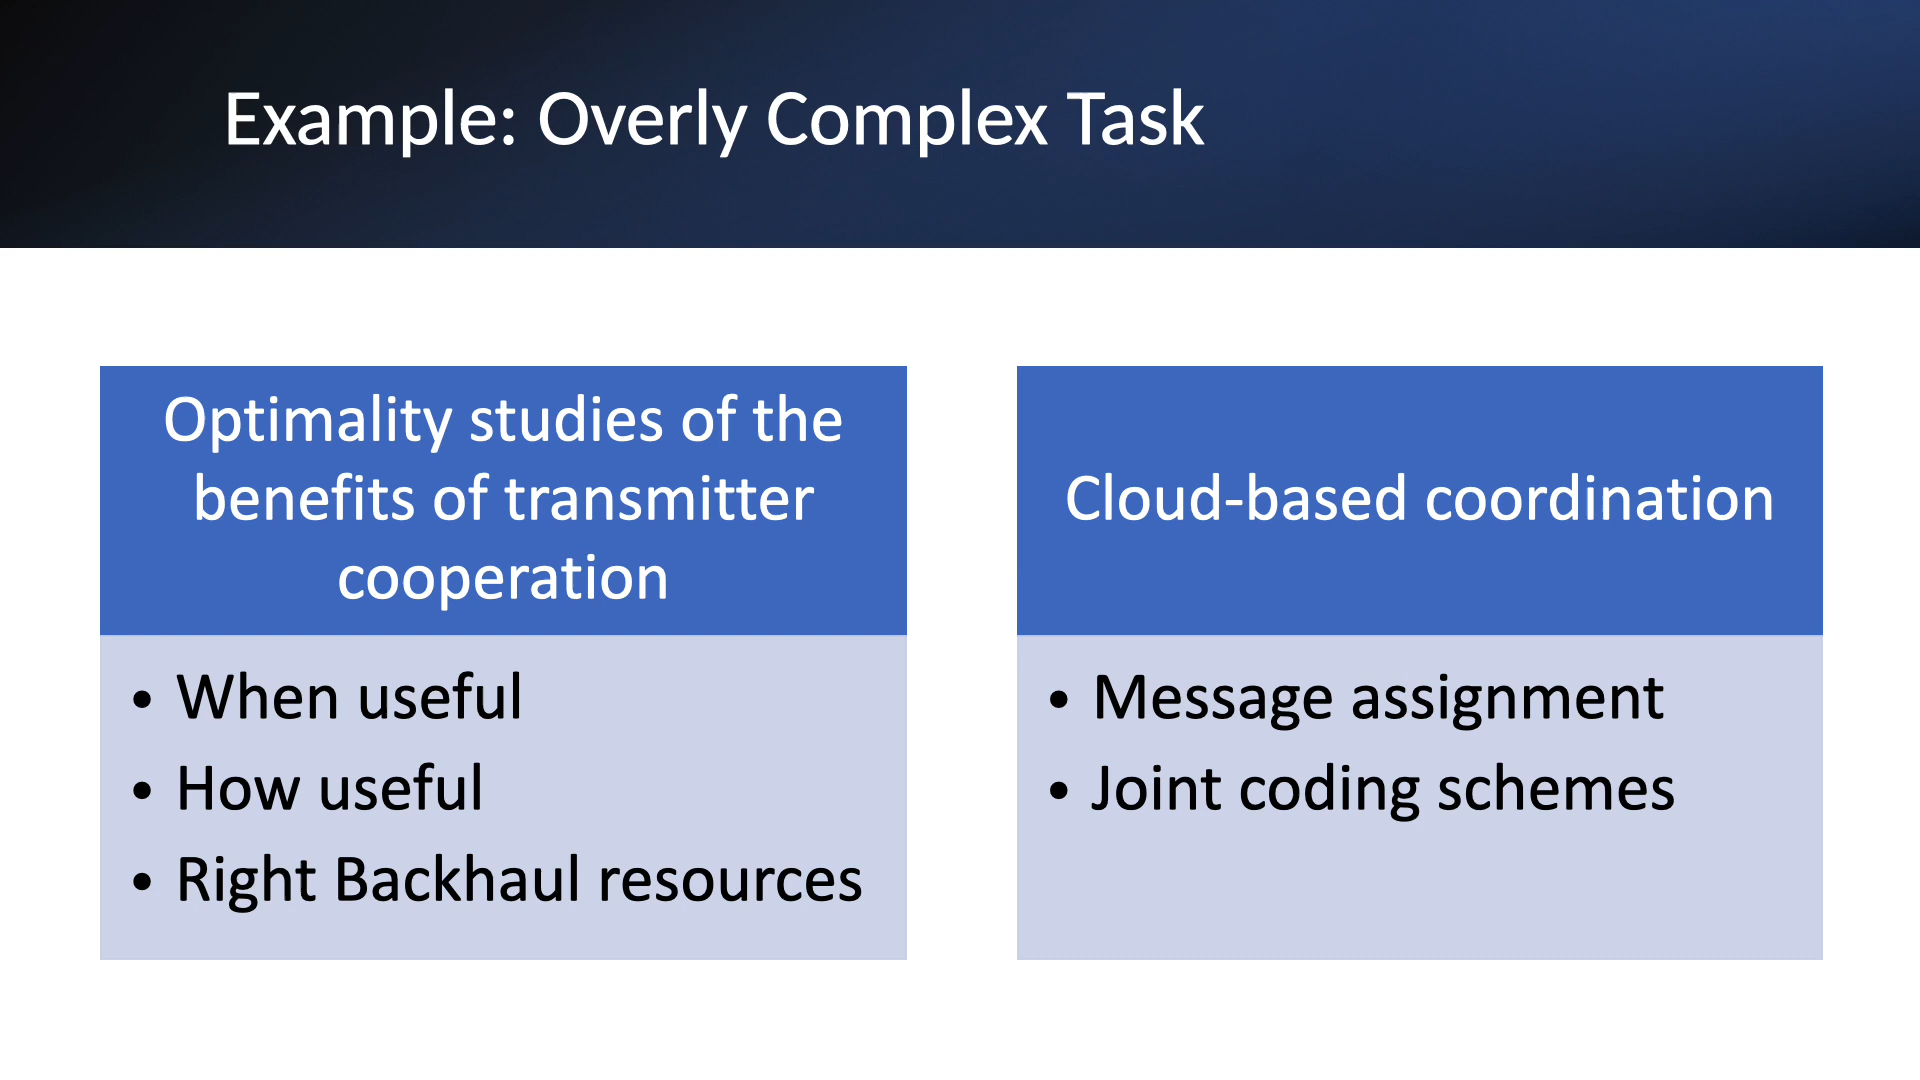 Example: Overly Complex Task
Optimality studies of the
benefits of transmitter
cooperation
• When useful
• How useful
• Right Backhaul resources
Cloud-based coordination
• Message assignment
• Joint coding schemes